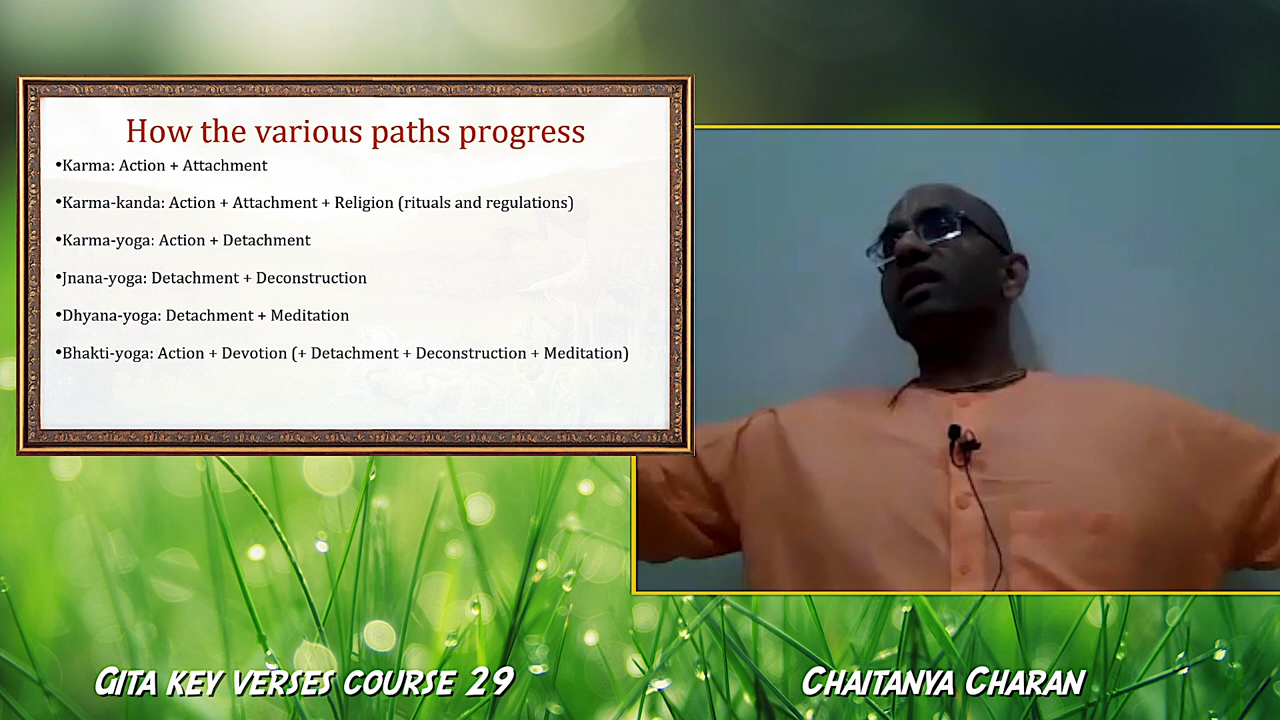 How the various paths progress
•Karma: Action + Attachment
•Karma-kanda: Action + Attachment + Religion (rituals and regulations)
•Karma-yoga: Action + Detachment
•Jnana-yoga: Detachment + Deconstruction
•Dhyana-yoga: Detachment + Meditation
•Bhakti-yoga: Action + Devotion (+ Detachment + Deconstruction + Meditation)
GITA KEY VERSES COURSE 29
CHAITANYA CHARAN